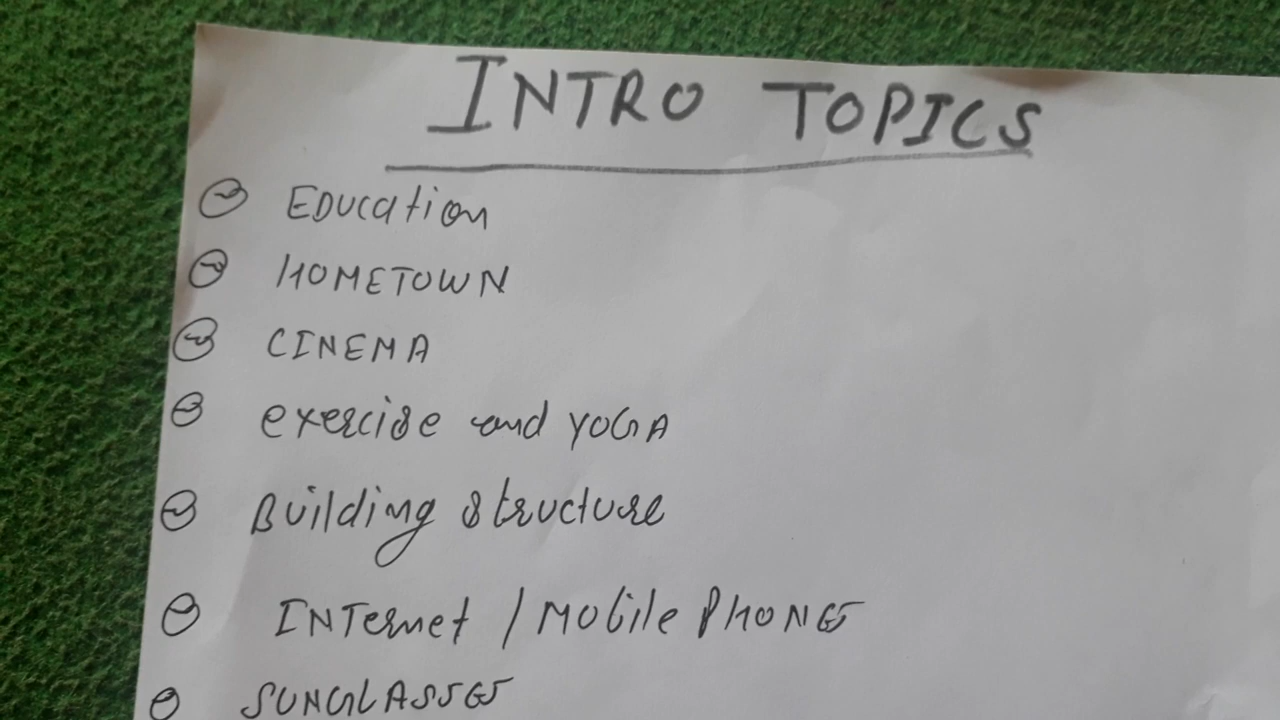 INTRO TOPICS
EDUcation
HOMETOWN
CINEMA
exercise and YOGA
Building structure
INTernet / MObile PHONES
SUNGLASSES